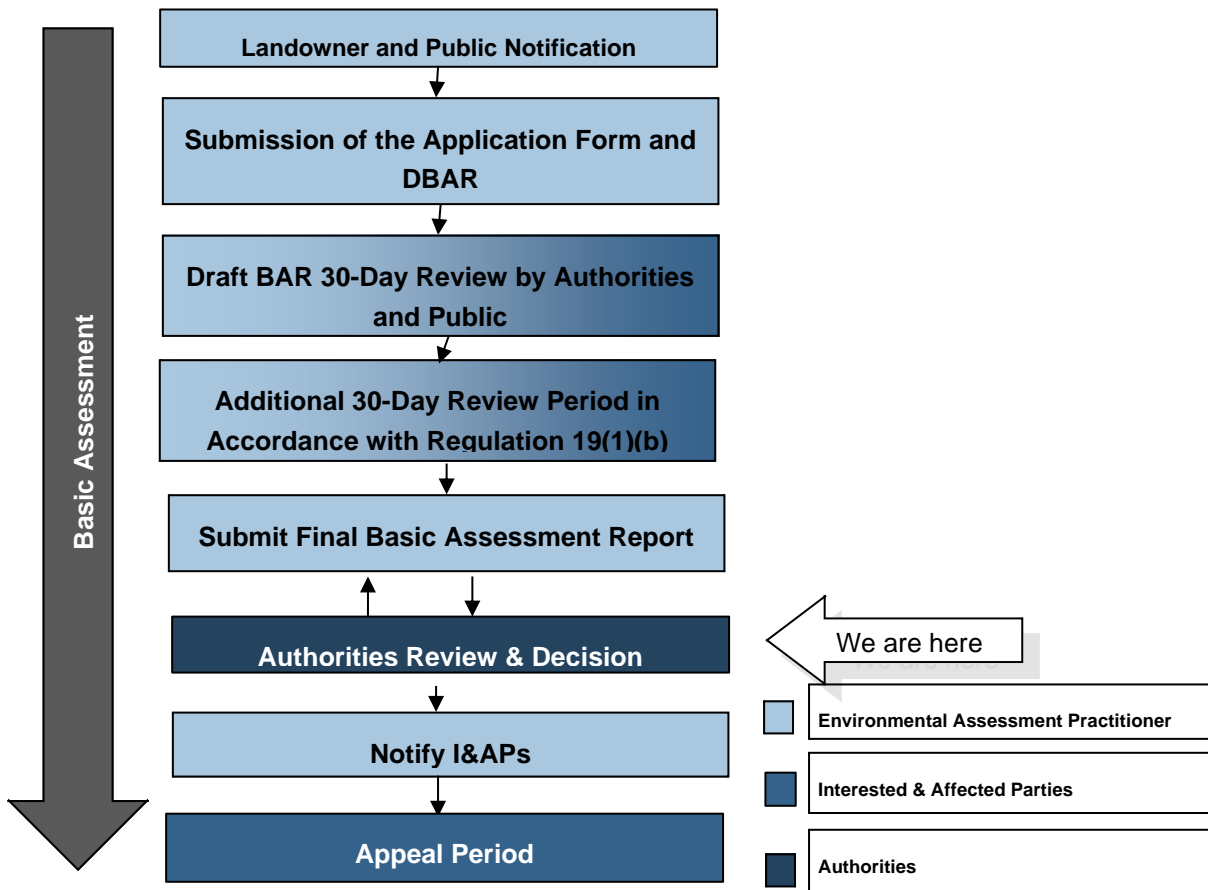 Landowner and Public Notification
Submission of the Application Form and
DBAR
Draft BAR 30-Day Review by Authorities
and Public
Additional 30-Day Review Period in
Accordance with Regulation 19(1)(b)
Submit Final Basic Assessment Report
Authorities Review & Decision
Notify I&APs
Appeal Period
Basic Assessment
We are here
Environmental Assessment Practitioner
Interested & Affected Parties
Authorities